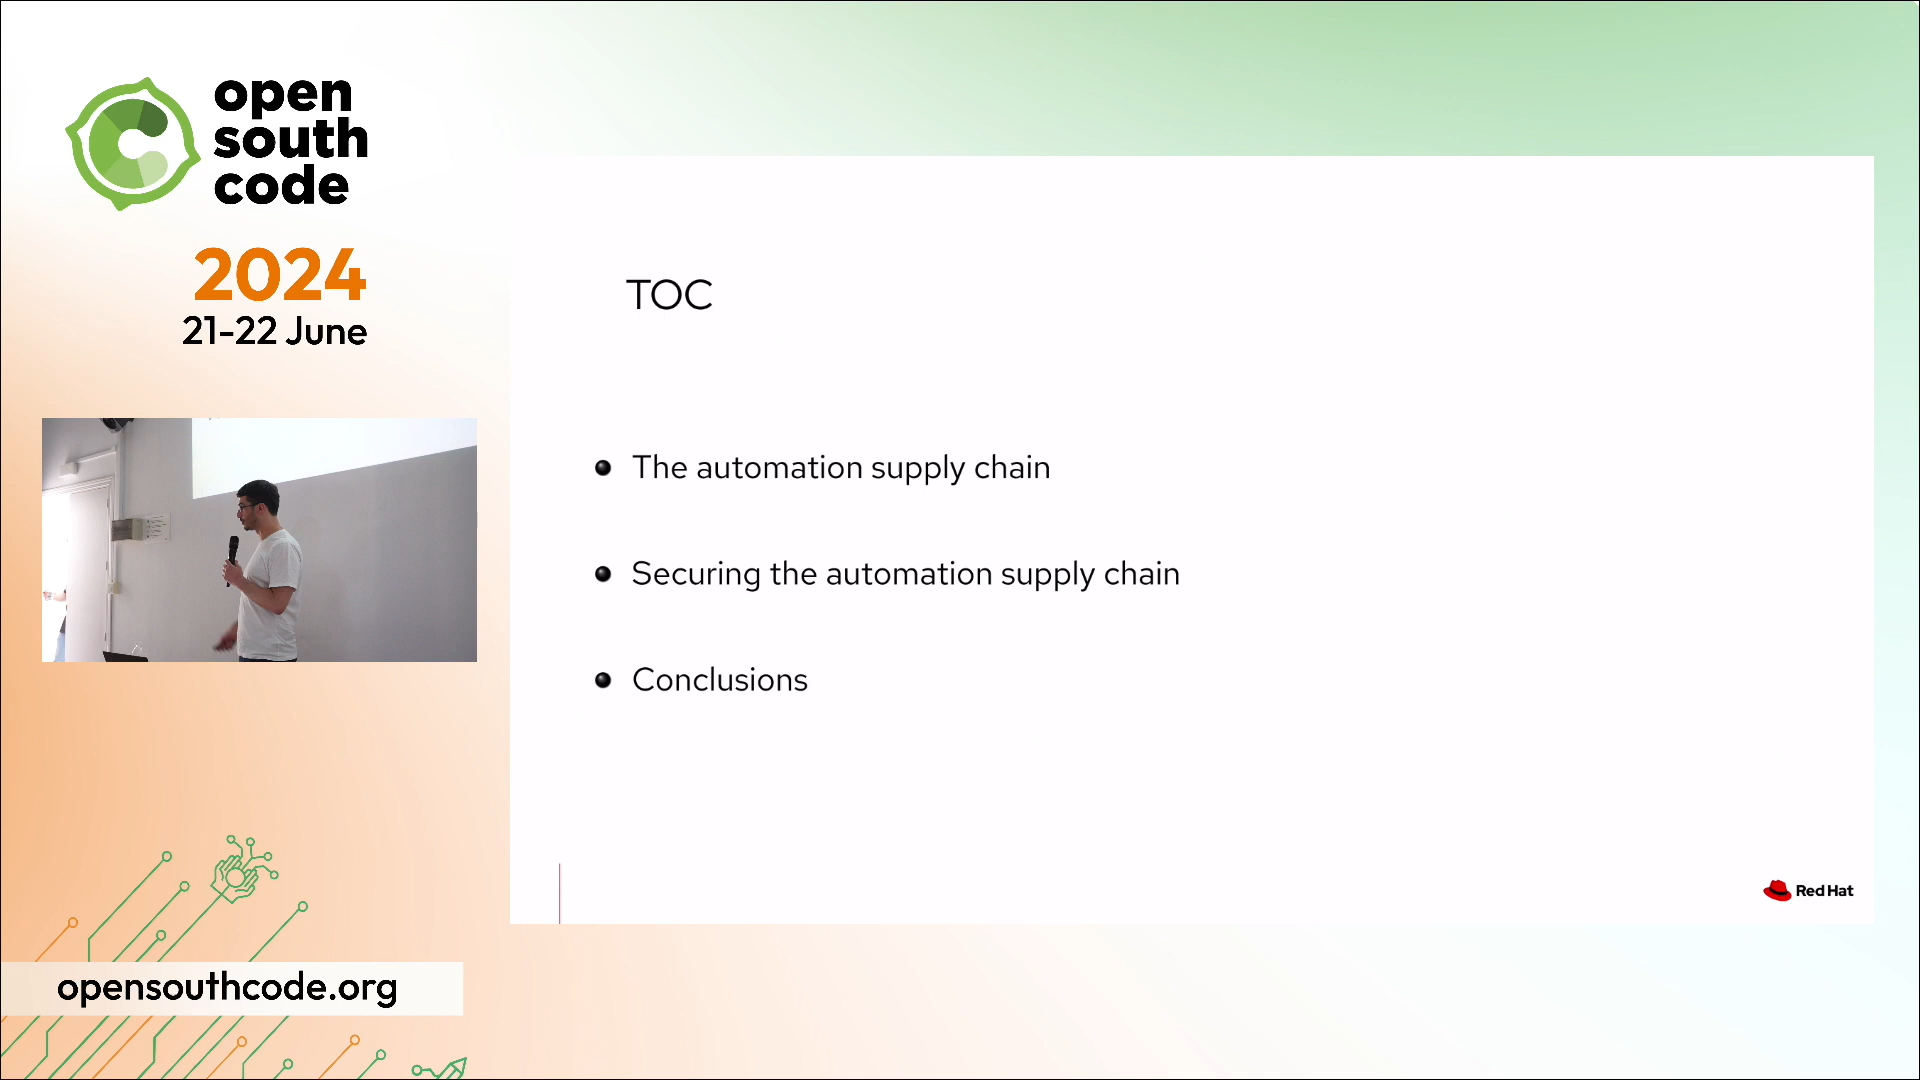 open
south
code
2024
21-22 June
TOC
The automation supply chain
Securing the automation supply chain
Conclusions
Red Hat
opensouthcode.org